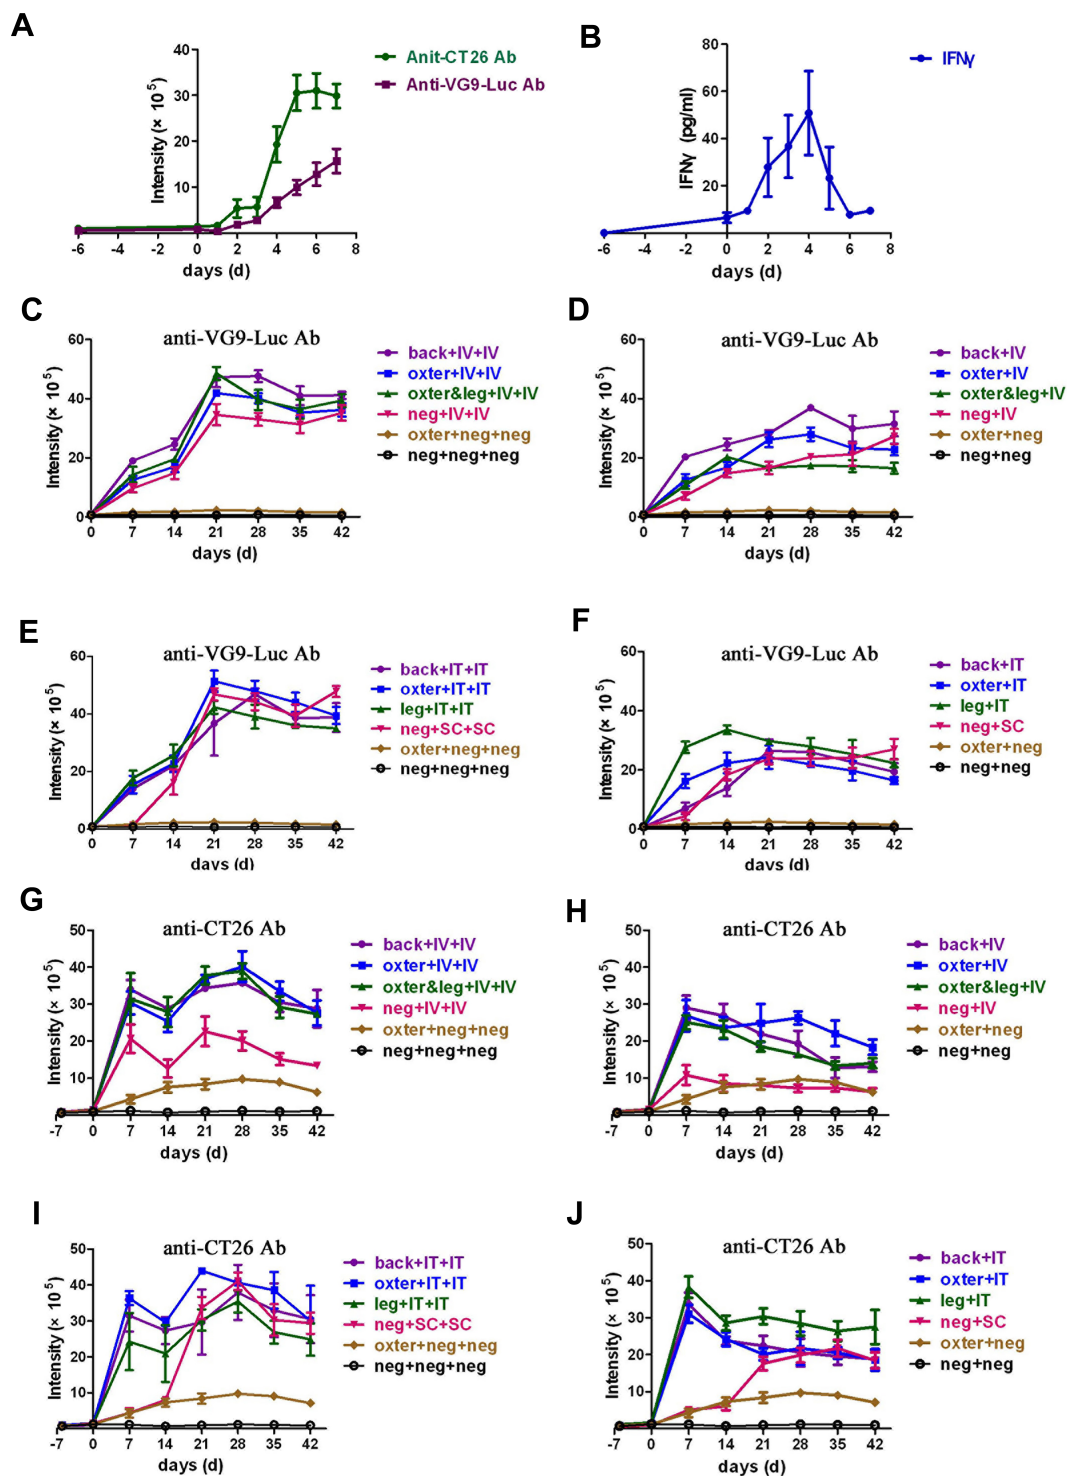 A
Intensity (× 10⁵)
40
30
20
10
-6 -4 -2 0 2 4 6 8
days (d)
Anit-CT26 Ab
Anti-VG9-Luc Ab
B
IFNγ (pg/ml)
80
60
40
20
-6 -4 -2 0 2 4 6 8
days (d)
IFNγ
C
anti-VG9-Luc Ab
Intensity (× 10⁵)
60
40
20
0
0 7 14 21 28 35 42
days (d)
back+IV+IV
oxter+IV+IV
oxter&leg+IV+IV
neg+IV+IV
oxter+neg+neg
neg+neg+neg
D
anti-VG9-Luc Ab
Intensity (× 10⁵)
60
40
20
0
0 7 14 21 28 35 42
days (d)
back+IV
oxter+IV
oxter&leg+IV
neg+IV
oxter+neg
neg+neg
E
anti-VG9-Luc Ab
Intensity (× 10⁵)
60
40
20
0
0 7 14 21 28 35 42
days (d)
back+IT+IT
oxter+IT+IT
leg+IT+IT
neg+SC+SC
oxter+neg+neg
neg+neg+neg
F
anti-VG9-Luc Ab
Intensity (× 10⁵)
60
40
20
0
0 7 14 21 28 35 42
days (d)
back+IT
oxter+IT
leg+IT
neg+SC
oxter+neg
neg+neg
G
anti-CT26 Ab
Intensity (× 10⁵)
50
40
30
20
10
-7 0 7 14 21 28 35 42
days (d)
back+IV+IV
oxter+IV+IV
oxter&leg+IV+IV
neg+IV+IV
oxter+neg+neg
neg+neg+neg
H
anti-CT26 Ab
Intensity (× 10⁵)
50
40
30
20
10
-7 0 7 14 21 28 35 42
days (d)
back+IV
oxter+IV
oxter&leg+IV
neg+IV
oxter+neg
neg+neg
I
anti-CT26 Ab
Intensity (× 10⁵)
50
40
30
20
10
-7 0 7 14 21 28 35 42
days (d)
back+IT+IT
oxter+IT+IT
leg+IT+IT
neg+SC+SC
oxter+neg+neg
neg+neg+neg
J
anti-CT26 Ab
Intensity (× 10⁵)
50
40
30
20
10
-7 0 7 14 21 28 35 42
days (d)
back+IT
oxter+IT
leg+IT
neg+SC
oxter+neg
neg+neg